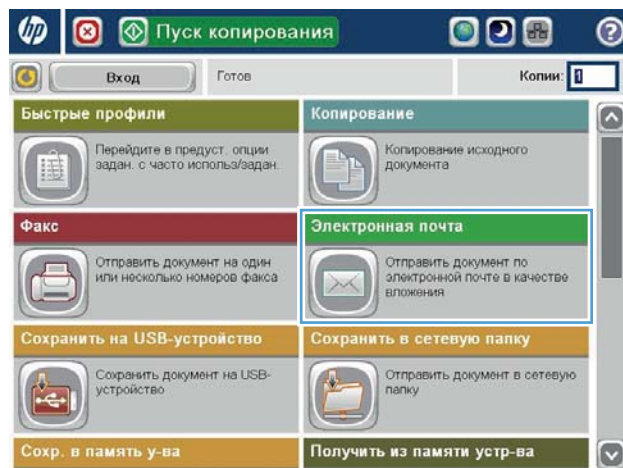 hp
Пуск копирования
?
Вход
Готов
Копии: 1
Быстрые профили
Перейдите в предуст. опции
задан. с часто использ/задан.
Копирование
Копирование исходного
документа
Факс
Отправить документ на один
или несколько номеров факса
Электронная почта
Отправить документ по
электронной почте в качестве
вложения
Сохранить на USB-устройство
Сохранить документ на USB-
устройство
Сохранить в сетевую папку
Отправить документ в сетевую
папку
Сохр. в память у-ва
Получить из памяти устр-ва